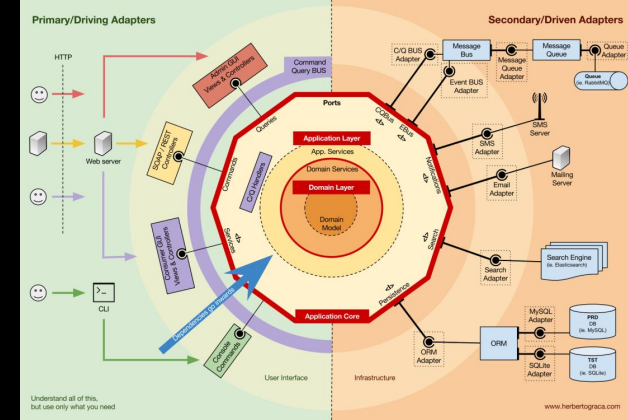 Primary/Driving Adapters
Secondary/Driven Adapters
HTTP
Web server
CLI
Admin GUI
Views & Controllers
SOAP / REST
Controllers
Consumer GUI
Views & Controllers
Console
Commands
Command
Query BUS
Ports
Queries
Commands
Services
C/Q Handlers
Application Layer
App. Services
Domain Services
Domain Layer
Domain
Model
Application Core
Dependencies go inwards
CQBus
EBus
Notifications
Search
Persistence
C/Q BUS
Adapter
Message
Bus
Event BUS
Adapter
Message
Queue
Adapter
Message
Queue
Queue
Adapter
Queue
(ie. RabbitMQ)
SMS
Adapter
SMS
Server
Email
Adapter
Mailing
Server
Search
Adapter
Search Engine
(ie. Elasticsearch)
ORM
Adapter
ORM
MySQL
Adapter
SQLite
Adapter
PRD
DB
(ie. MySQL)
TST
DB
(ie. SQLite)
User Interface
Infrastructure
Understand all of this,
but use only what you need
www.herbertograca.com